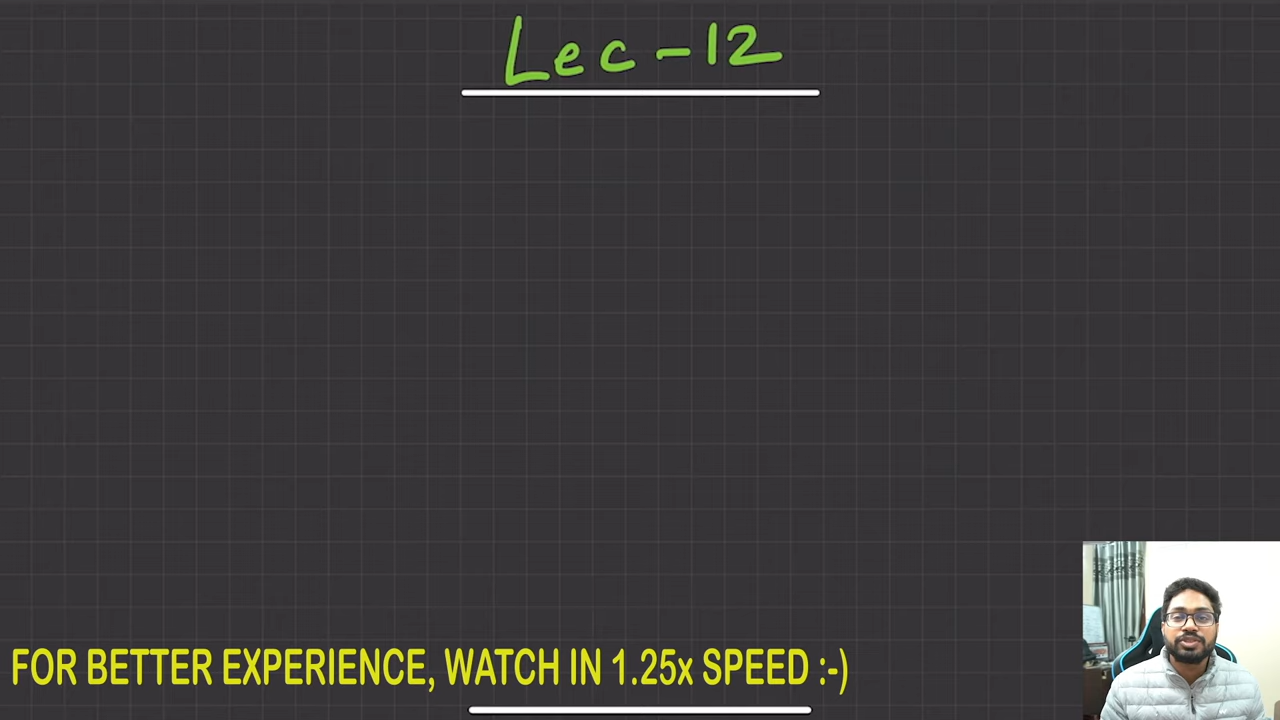 Lec-12
FOR BETTER EXPERIENCE, WATCH IN 1.25x SPEED :-)